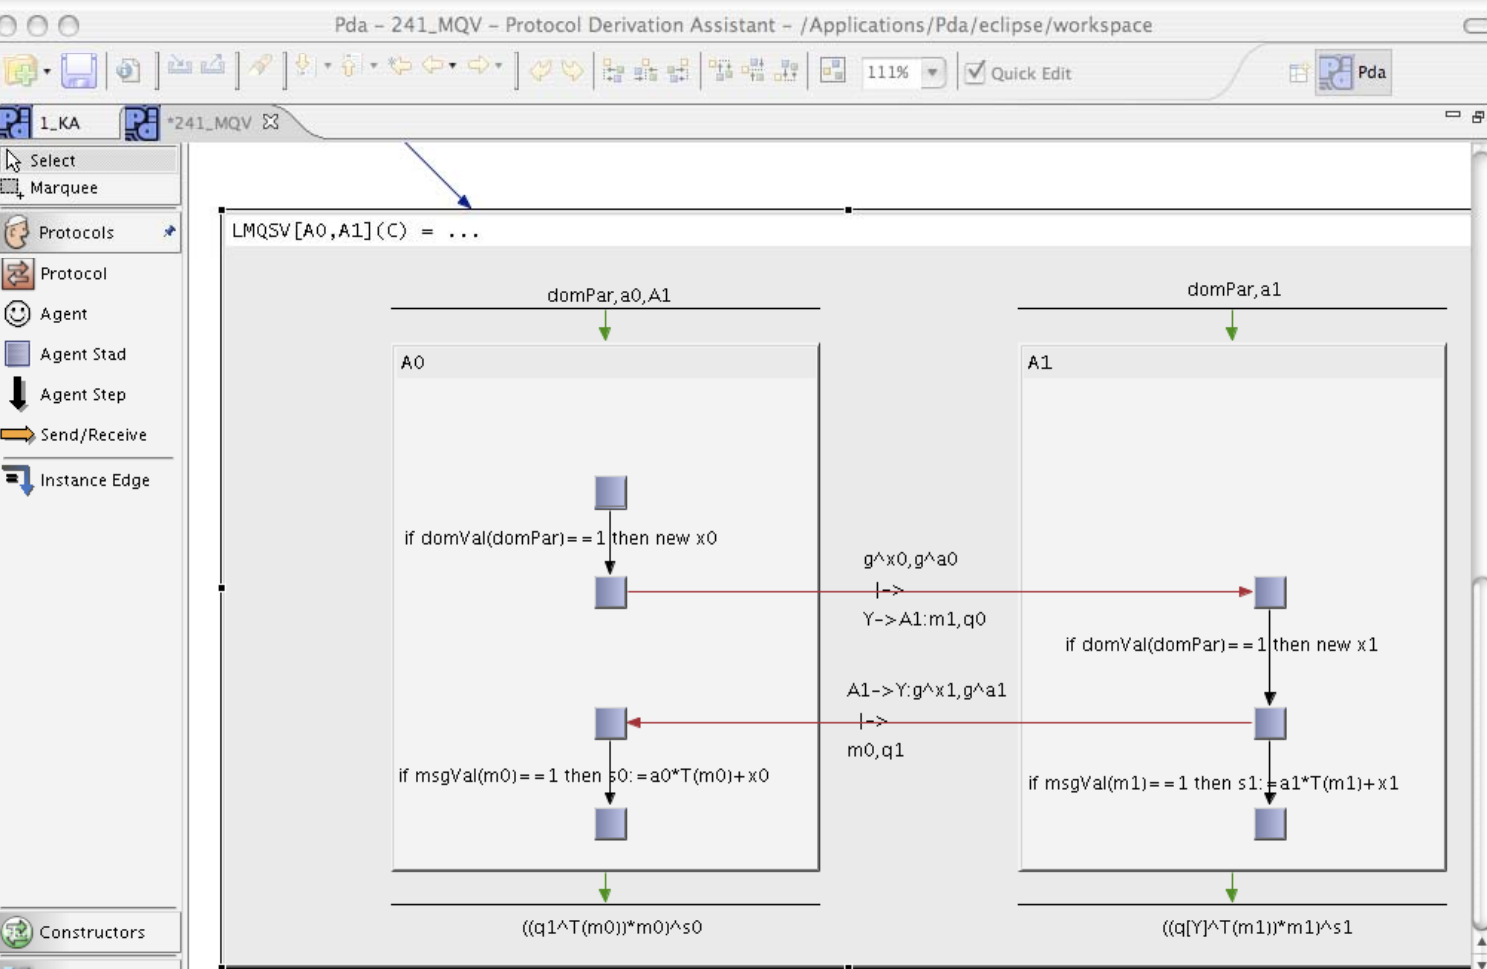 Pda – 241_MQV – Protocol Derivation Assistant – /Applications/Pda/eclipse/workspace
111%
Quick Edit
Pda
1_KA
*241_MQV
Select
Marquee
Protocols
Protocol
Agent
Agent Stad
Agent Step
Send/Receive
Instance Edge
Constructors
LMQSV[A0,A1](C) = ...
domPar,a0,A1
domPar,a1
A0
A1
if domVal(domPar)==1 then new x0
g^x0,g^a0
|->
Y->A1:m1,q0
if domVal(domPar)==1 then new x1
A1->Y:g^x1,g^a1
|->
m0,q1
if msgVal(m0)==1 then s0:=a0*T(m0)+x0
if msgVal(m1)==1 then s1:=a1*T(m1)+x1
((q1^T(m0))*m0)^s0
((q[Y]^T(m1))*m1)^s1